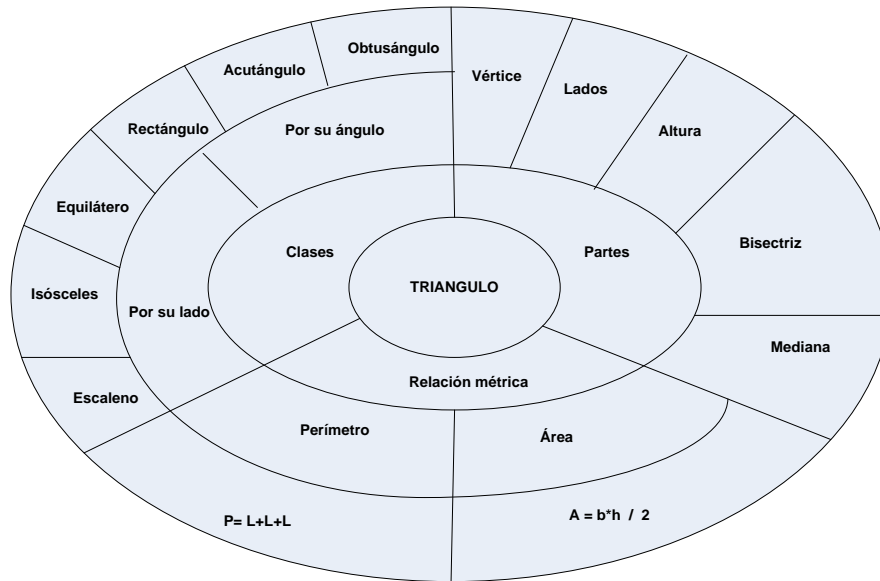 Obtusángulo
Acutángulo
Vértice
Lados
Rectángulo
Por su ángulo
Altura
Equilátero
Clases
Partes
Bisectriz
TRIANGULO
Isósceles
Por su lado
Mediana
Relación métrica
Escaleno
Perímetro
Área
P= L+L+L
A = b*h / 2